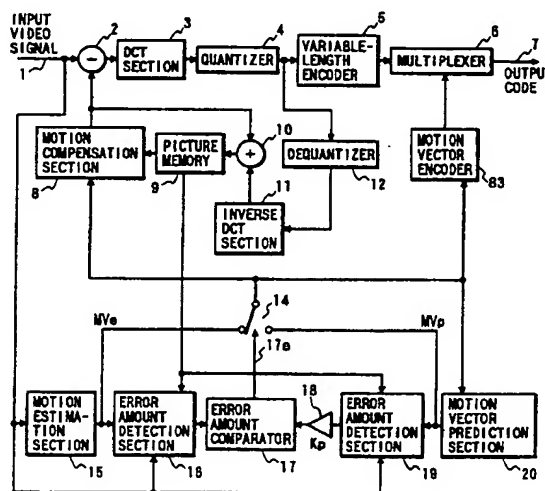 INPUT
VIDEO
SIGNAL
1
2
3
DCT
SECTION
4
QUANTIZER
5
VARIABLE-
LENGTH
ENCODER
6
MULTIPLEXER
7
OUTPUT
CODE
MOTION
COMPENSATION
SECTION
8
PICTURE
MEMORY
9
10
DEQUANTIZER
12
11
INVERSE
DCT
SECTION
MOTION
VECTOR
ENCODER
83
14
MVe
MVp
17a
MOTION
ESTIMA-
TION
SECTION
15
ERROR
AMOUNT
DETECTION
SECTION
16
ERROR
AMOUNT
COMPARATOR
17
18
Kp
ERROR
AMOUNT
DETECTION
SECTION
19
MOTION
VECTOR
PREDICTION
SECTION
20